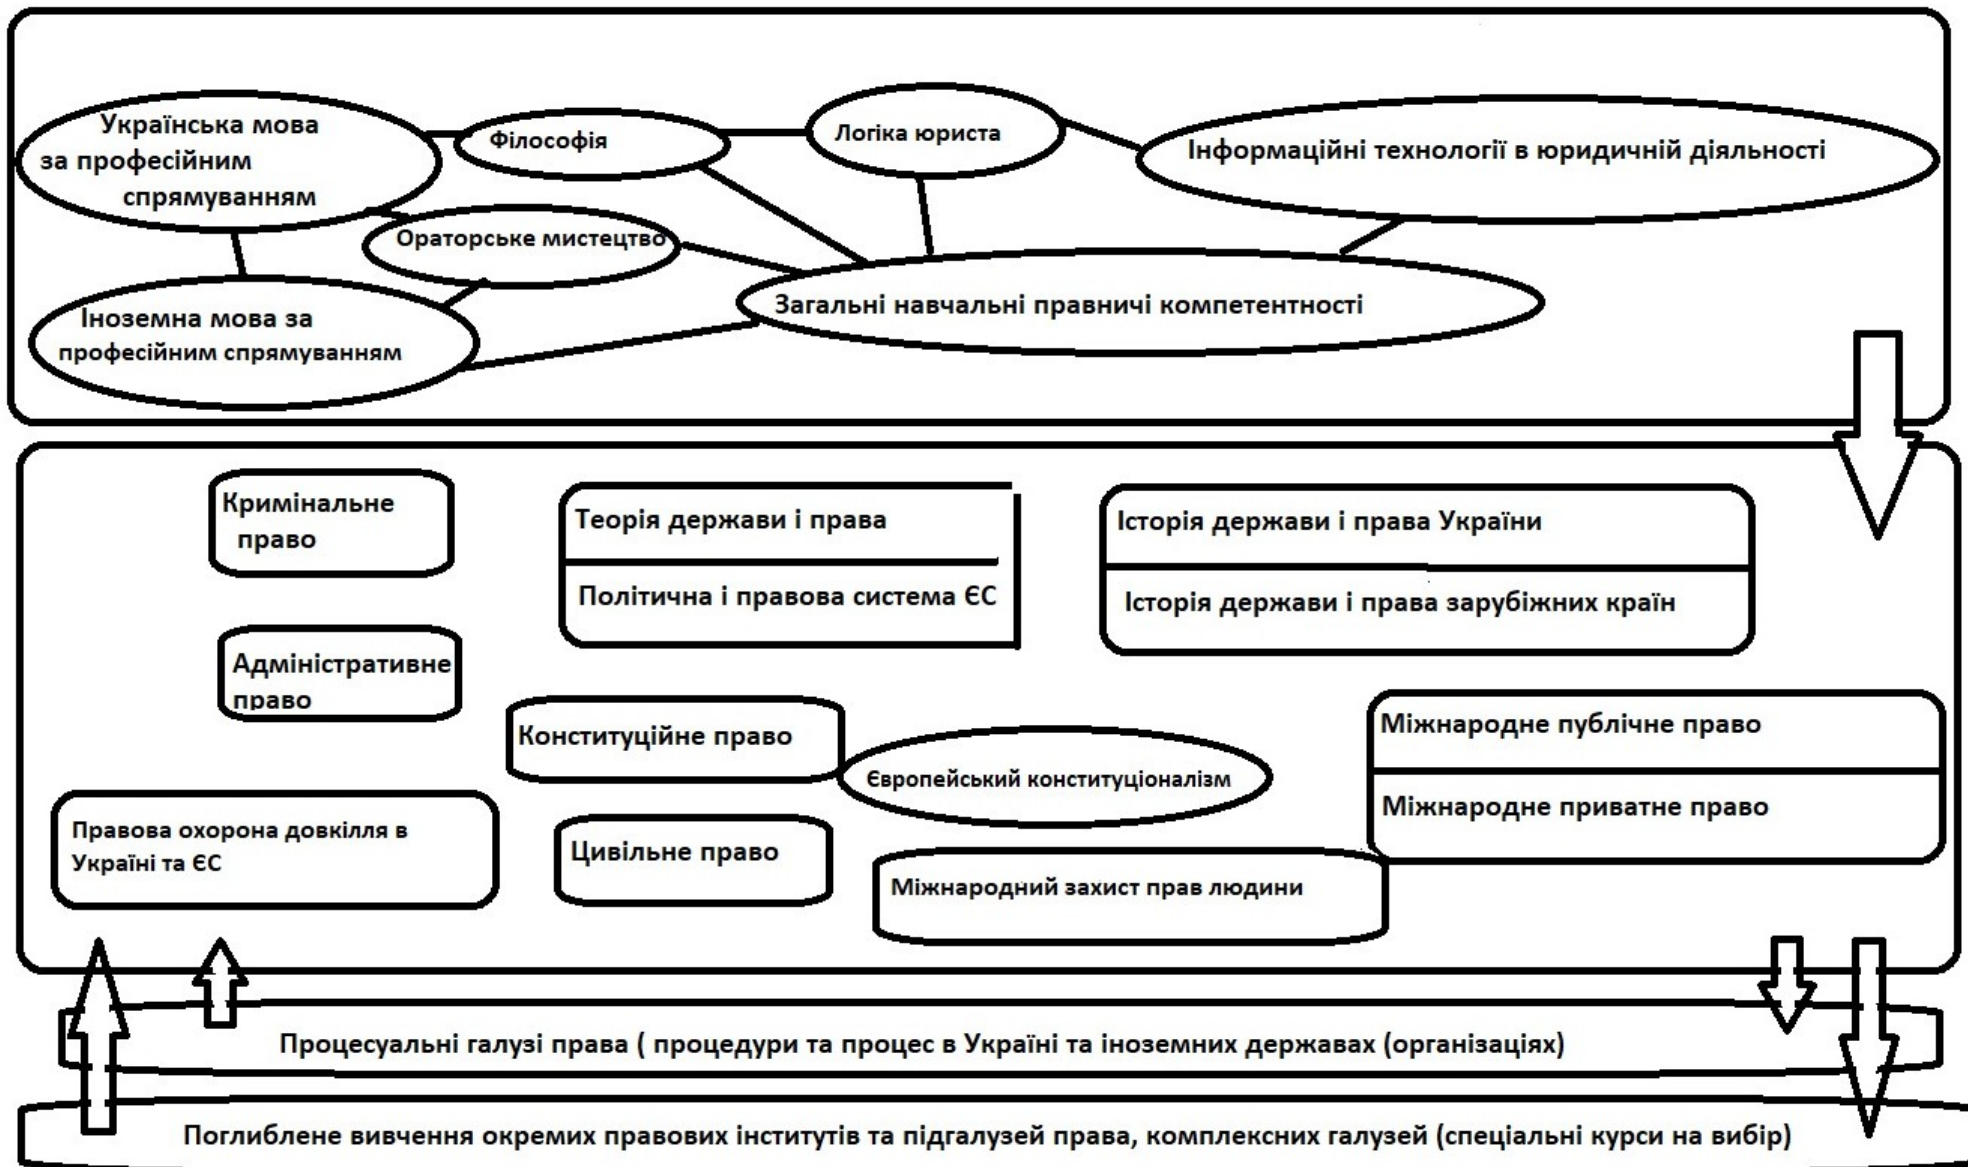 Українська мова
за професійним
спрямуванням
Філософія
Логіка юриста
Інформаційні технології в юридичній діяльності
Ораторське мистецтво
Іноземна мова за
професійним спрямуванням
Загальні навчальні правничі компетентності
Кримінальне
право
Теорія держави і права
Політична і правова система ЄС
Історія держави і права України
Історія держави і права зарубіжних країн
Адміністративне
право
Конституційне право
Європейський конституціоналізм
Міжнародне публічне право
Міжнародне приватне право
Правова охорона довкілля в
Україні та ЄС
Цивільне право
Міжнародний захист прав людини
Процесуальні галузі права ( процедури та процес в Україні та іноземних державах (організаціях)
Поглиблене вивчення окремих правових інститутів та підгалузей права, комплексних галузей (спеціальні курси на вибір)